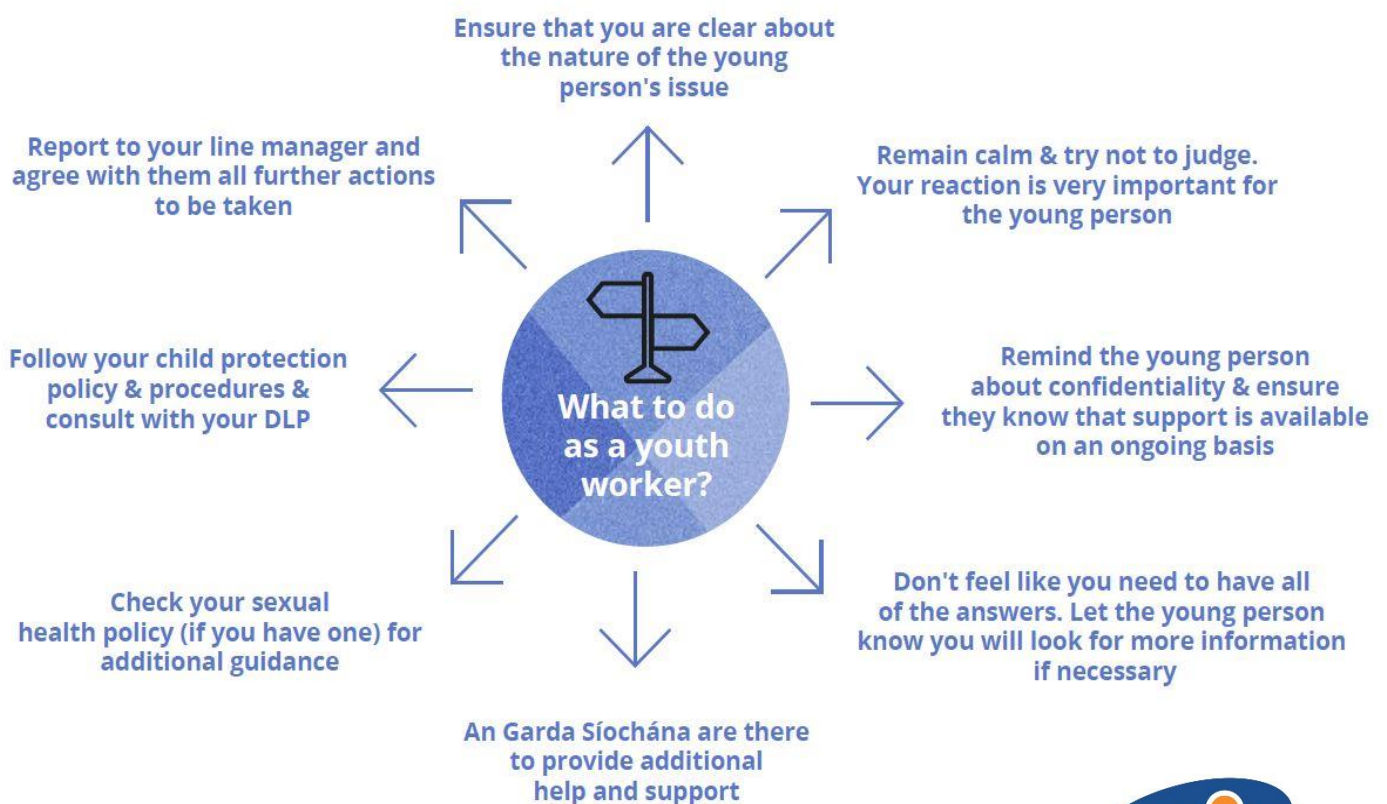 Ensure that you are clear about
the nature of the young
person's issue
Remain calm & try not to judge.
Your reaction is very important for
the young person
Remind the young person
about confidentiality & ensure
they know that support is available
on an ongoing basis
Don't feel like you need to have all
of the answers. Let the young person
know you will look for more information
if necessary
An Garda Síochána are there
to provide additional
help and support
Check your sexual
health policy (if you have one) for
additional guidance
Follow your child protection
policy & procedures &
consult with your DLP
Report to your line manager and
agree with them all further actions
to be taken
What to do
as a youth
worker?